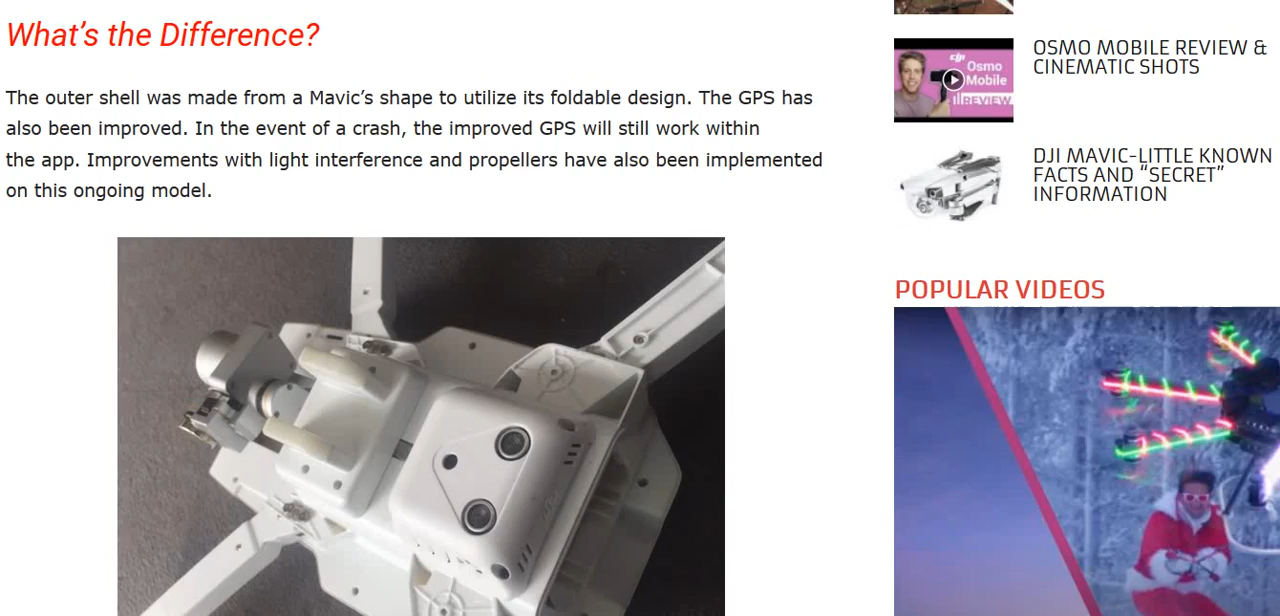 What’s the Difference?
The outer shell was made from a Mavic’s shape to utilize its foldable design. The GPS has
also been improved. In the event of a crash, the improved GPS will still work within
the app. Improvements with light interference and propellers have also been implemented
on this ongoing model.
dji
Osmo
Mobile
REVIEW
OSMO MOBILE REVIEW &
CINEMATIC SHOTS
DJI MAVIC-LITTLE KNOWN
FACTS AND “SECRET”
INFORMATION
POPULAR VIDEOS